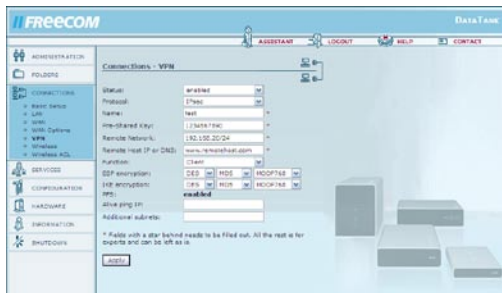 FREECOM
DATATANK
ASSISTANT LOGOUT HELP CONTACT
ADMINISTRATION
FOLDERS
CONNECTIONS
Basic Setup
LAN
WAN
WAN Options
VPN
Wireless
Wireless ACL
SERVICES
CONFIGURATION
HARDWARE
INFORMATION
SHUTDOWN
Connections - VPN
Status: enabled
Protocol: IPsec
Name: test *
Pre-Shared Key: 1234567890 *
Remote Network: *
Remote Host IP or DNS: www.remotehost.com *
Function: Client
ESP encryption: DES MD5 MODP768
IKE encryption: DES MD5 MODP768
PFS: enabled
Alive ping IP:
Additional subnets:
* Fields with a star behind needs to be filled out. All the rest is for
experts and can be left as is.
Apply